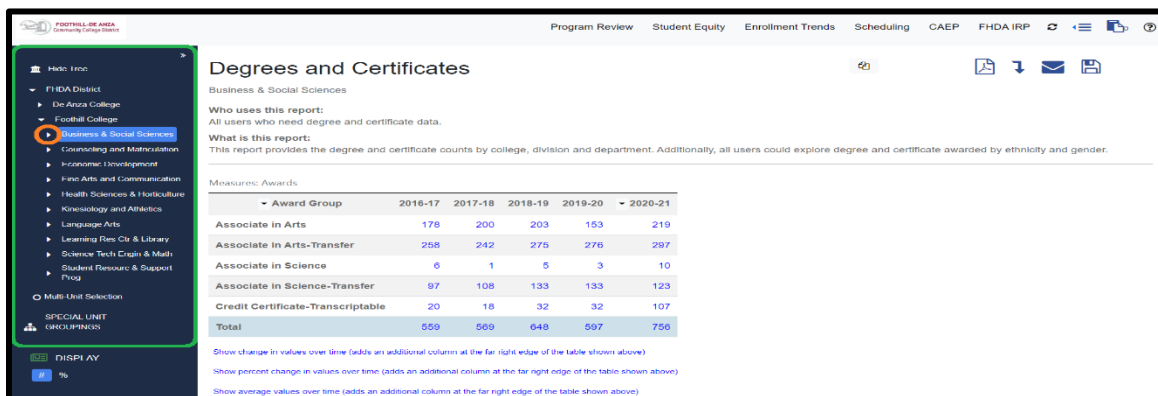 FOOTHILL-DE ANZA
Community College District
Program Review Student Equity Enrollment Trends Scheduling CAEP FHDA IRP
»
Hide Tree
FHDA District
De Anza College
Foothill College
Business & Social Sciences
Counseling and Matriculation
Economic Development
Fine Arts and Communication
Health Sciences & Horticulture
Kinesiology and Athletics
Language Arts
Learning Res Ctr & Library
Science Tech Engin & Math
Student Resourc & Support
Prog
Multi-Unit Selection
SPECIAL UNIT
GROUPINGS
DISPLAY
# %
Degrees and Certificates
Business & Social Sciences
Who uses this report:
All users who need degree and certificate data.
What is this report:
This report provides the degree and certificate counts by college, division and department. Additionally, all users could explore degree and certificate awarded by ethnicity and gender.
Measures: Awards
Award Group 2016-17 2017-18 2018-19 2019-20 2020-21
Associate in Arts 178 200 203 153 219
Associate in Arts-Transfer 258 242 275 276 297
Associate in Science 6 1 5 3 10
Associate in Science-Transfer 97 108 133 133 123
Credit Certificate-Transcriptable 20 18 32 32 107
Total 559 569 648 597 756
Show change in values over time (adds an additional column at the far right edge of the table shown above)
Show percent change in values over time (adds an additional column at the far right edge of the table shown above)
Show average values over time (adds an additional column at the far right edge of the table shown above)